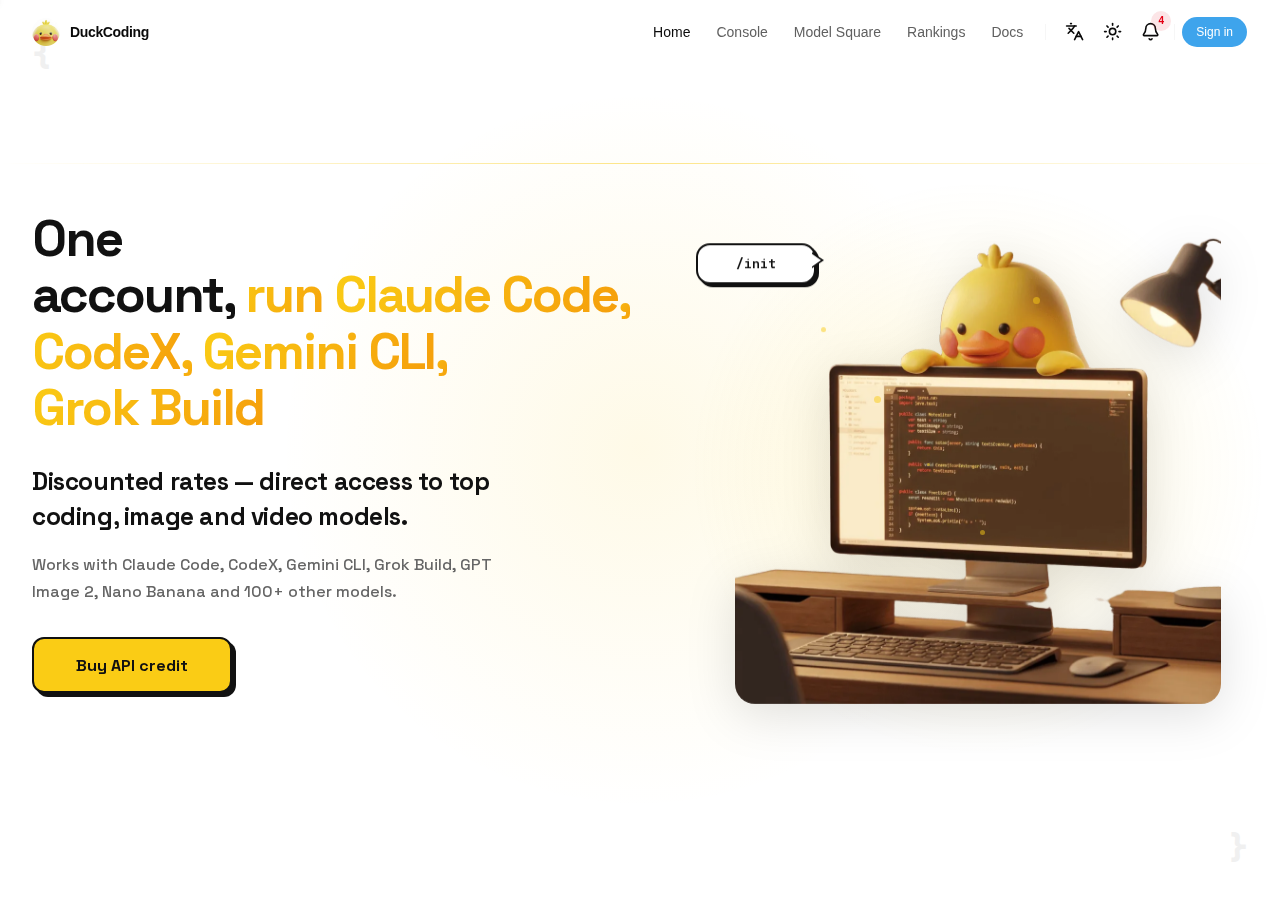 DuckCoding
Home
Console
Model Square
Rankings
Docs
4
Sign in
{
One
account, run Claude Code,
CodeX, Gemini CLI,
Grok Build
/init
Discounted rates — direct access to top
coding, image and video models.
Works with Claude Code, CodeX, Gemini CLI, Grok Build, GPT
Image 2, Nano Banana and 100+ other models.
Buy API credit
}